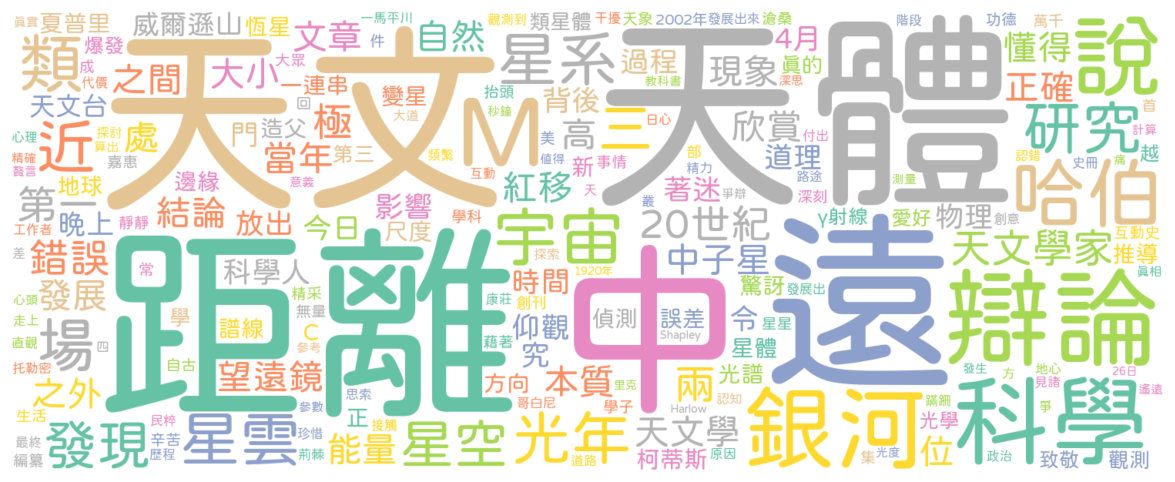 夏普里 威爾遜山 恆星 一馬平川 觀測到 類星體 干擾 天象 2002年 發展出來 滄桑 階段 功德 萬千
眞實 類 爆發 件 文章 自然 星系 教科書 4月 懂得 說
成 代價 之間 大小 大眾 一連串 過程 眞的 深思 現象 正確
天文台 天文 變星 抬頭 背後 天體 首
回 秒鐘 M 日心 研究 計算
心理 近 探討 算出 處 門 造父 極 大道 美 高 三 欣賞 道理 付出 越
精確 嘉惠 當年 第三 頻繁 互動 値得 新 事情 部 精力 路途 認錯 史冊 痛
謷言 地球 邊緣 意義 紅移 天 叢 著迷 爭辯 深刻 測量 哈伯
第一 結論 放出 影響 尺度 20世紀 γ射線 愛好 物理 創意
工作者 晚上 靜靜 今日 學科 宇宙 遠 互動史
差 錯誤 常 距離 探索 中子星 天文學家 推導 眞相
科學人 1920年 中 驚訝 發展出
心頭 發展 精采 時間 創刊 辯論
無量 康莊 偵測 誤差 令 星星
走上 場 學 譜線 C 仰觀 Shapley
直觀 四 參考 藉著 究 星體
托勒密 自古 望遠鏡 方向 本質 里克 兩 光譜 發生 方 地心 26日 遙遠
之外 思索 哥白尼 學子 認知 銀河 見諸 科學
生活 民粹 參數 正 接觸 Harlow 蹣跚 爭
最終 發現 辛苦 星雲 珍惜 能量 星空 光年 天文學 光學 位 政治
編纂 歷程 荊棘 道路 柯蒂斯 原因 集 光度 致敬 觀測